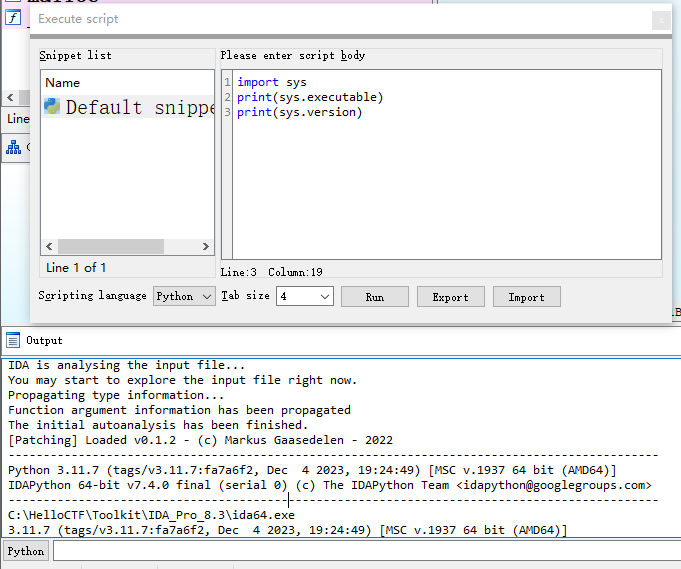 Execute script
Snippet list
Please enter script body
Name
Default snippe
1 import sys
2 print(sys.executable)
3 print(sys.version)
Line
Line 1 of 1
Line:3 Column:19
Scripting language Python Tab size 4 Run Export Import
Output
IDA is analysing the input file...
You may start to explore the input file right now.
Propagating type information...
Function argument information has been propagated
The initial autoanalysis has been finished.
[Patching] Loaded v0.1.2 - (c) Markus Gaasedelen - 2022
---------------------------------------------------------------------------------------------
Python 3.11.7 (tags/v3.11.7:fa7a6f2, Dec  4 2023, 19:24:49) [MSC v.1937 64 bit (AMD64)]
IDAPython 64-bit v7.4.0 final (serial 0) (c) The IDAPython Team <idapython@googlegroups.com>
---------------------------------------------------------------------------------------------
C:\HelloCTF\Toolkit\IDA_Pro_8.3\ida64.exe
3.11.7 (tags/v3.11.7:fa7a6f2, Dec  4 2023, 19:24:49) [MSC v.1937 64 bit (AMD64)]
Python